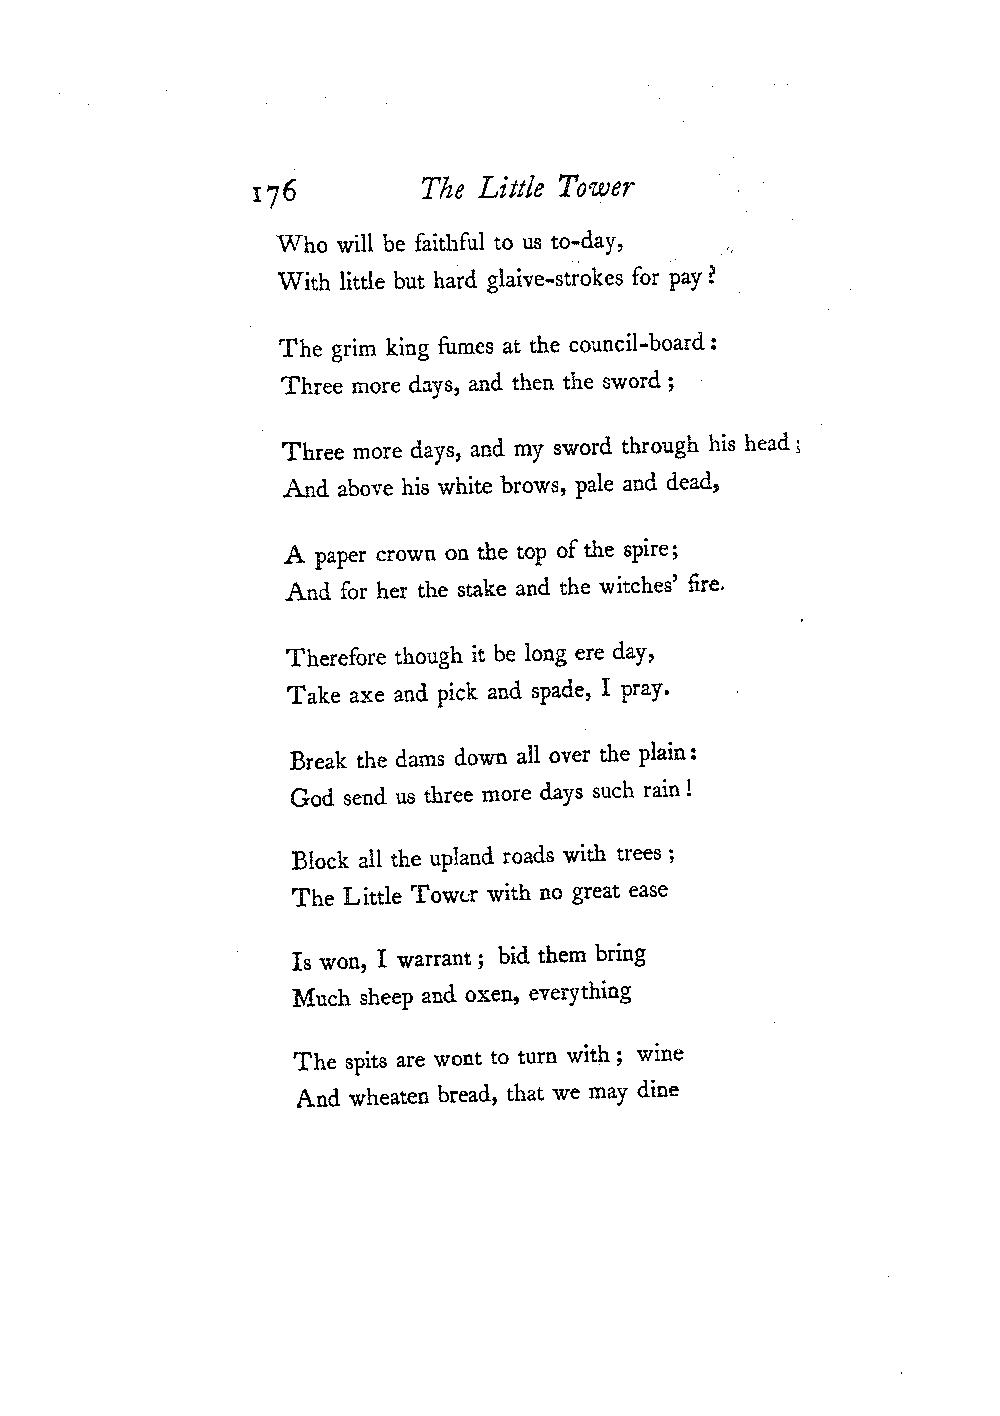 176 The Little Tower
Who will be faithful to us to-day,
With little but hard glaive-strokes for pay?
The grim king fumes at the council-board:
Three more days, and then the sword;
Three more days, and my sword through his head;
And above his white brows, pale and dead,
A paper crown on the top of the spire;
And for her the stake and the witches' fire.
Therefore though it be long ere day,
Take axe and pick and spade, I pray.
Break the dams down all over the plain:
God send us three more days such rain!
Block all the upland roads with trees;
The Little Tower with no great ease
Is won, I warrant; bid them bring
Much sheep and oxen, everything
The spits are wont to turn with; wine
And wheaten bread, that we may dine